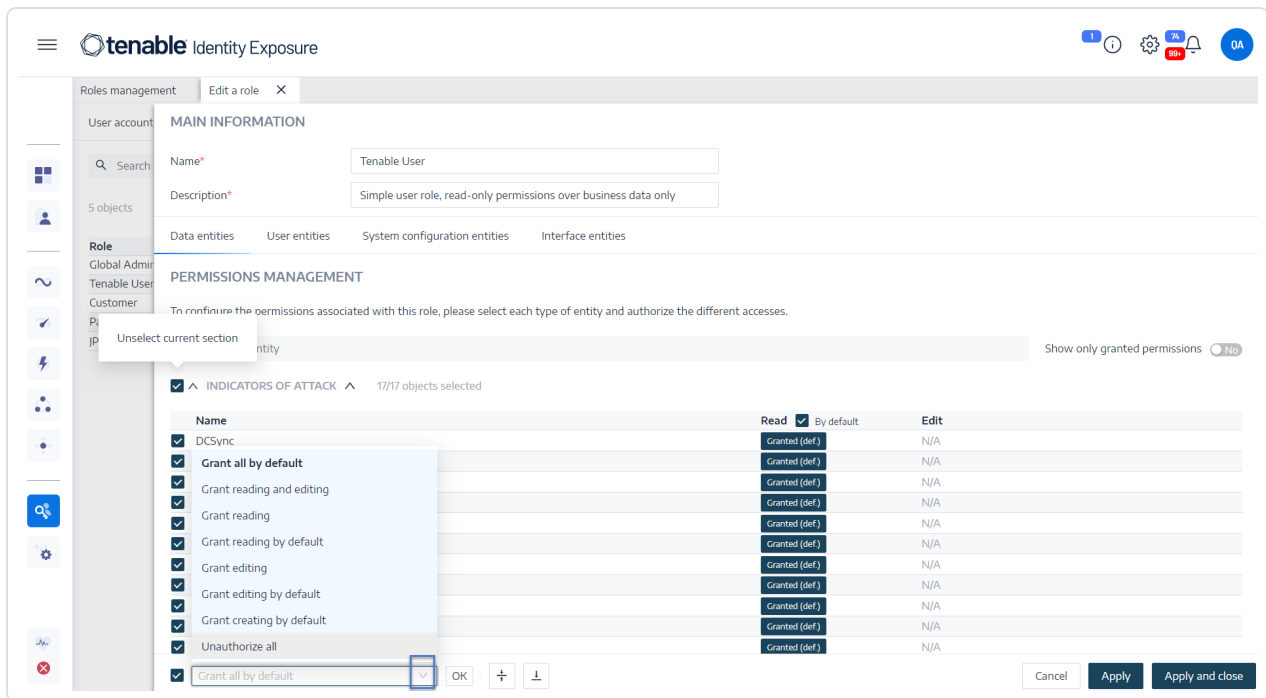 tenable Identity Exposure
1
74
99+
QA
Roles management
Edit a role
User account
MAIN INFORMATION
Search
Name*
Tenable User
Description*
Simple user role, read-only permissions over business data only
5 objects
Data entities
User entities
System configuration entities
Interface entities
Role
Global Admin
Tenable User
Customer
Pa
JP
PERMISSIONS MANAGEMENT
To configure the permissions associated with this role, please select each type of entity and authorize the different accesses.
Unselect current section
ntity
Show only granted permissions
No
INDICATORS OF ATTACK
17/17 objects selected
Name
Read
By default
Edit
DCSync
Granted (def.)
N/A
Grant all by default
Granted (def.)
N/A
Grant reading and editing
Granted (def.)
N/A
Grant reading
Granted (def.)
N/A
Grant reading by default
Granted (def.)
N/A
Grant editing
Granted (def.)
N/A
Grant editing by default
Granted (def.)
N/A
Grant creating by default
Granted (def.)
N/A
Unauthorize all
Granted (def.)
N/A
Granted (def.)
N/A
Granted (def.)
N/A
Grant all by default
OK
Cancel
Apply
Apply and close